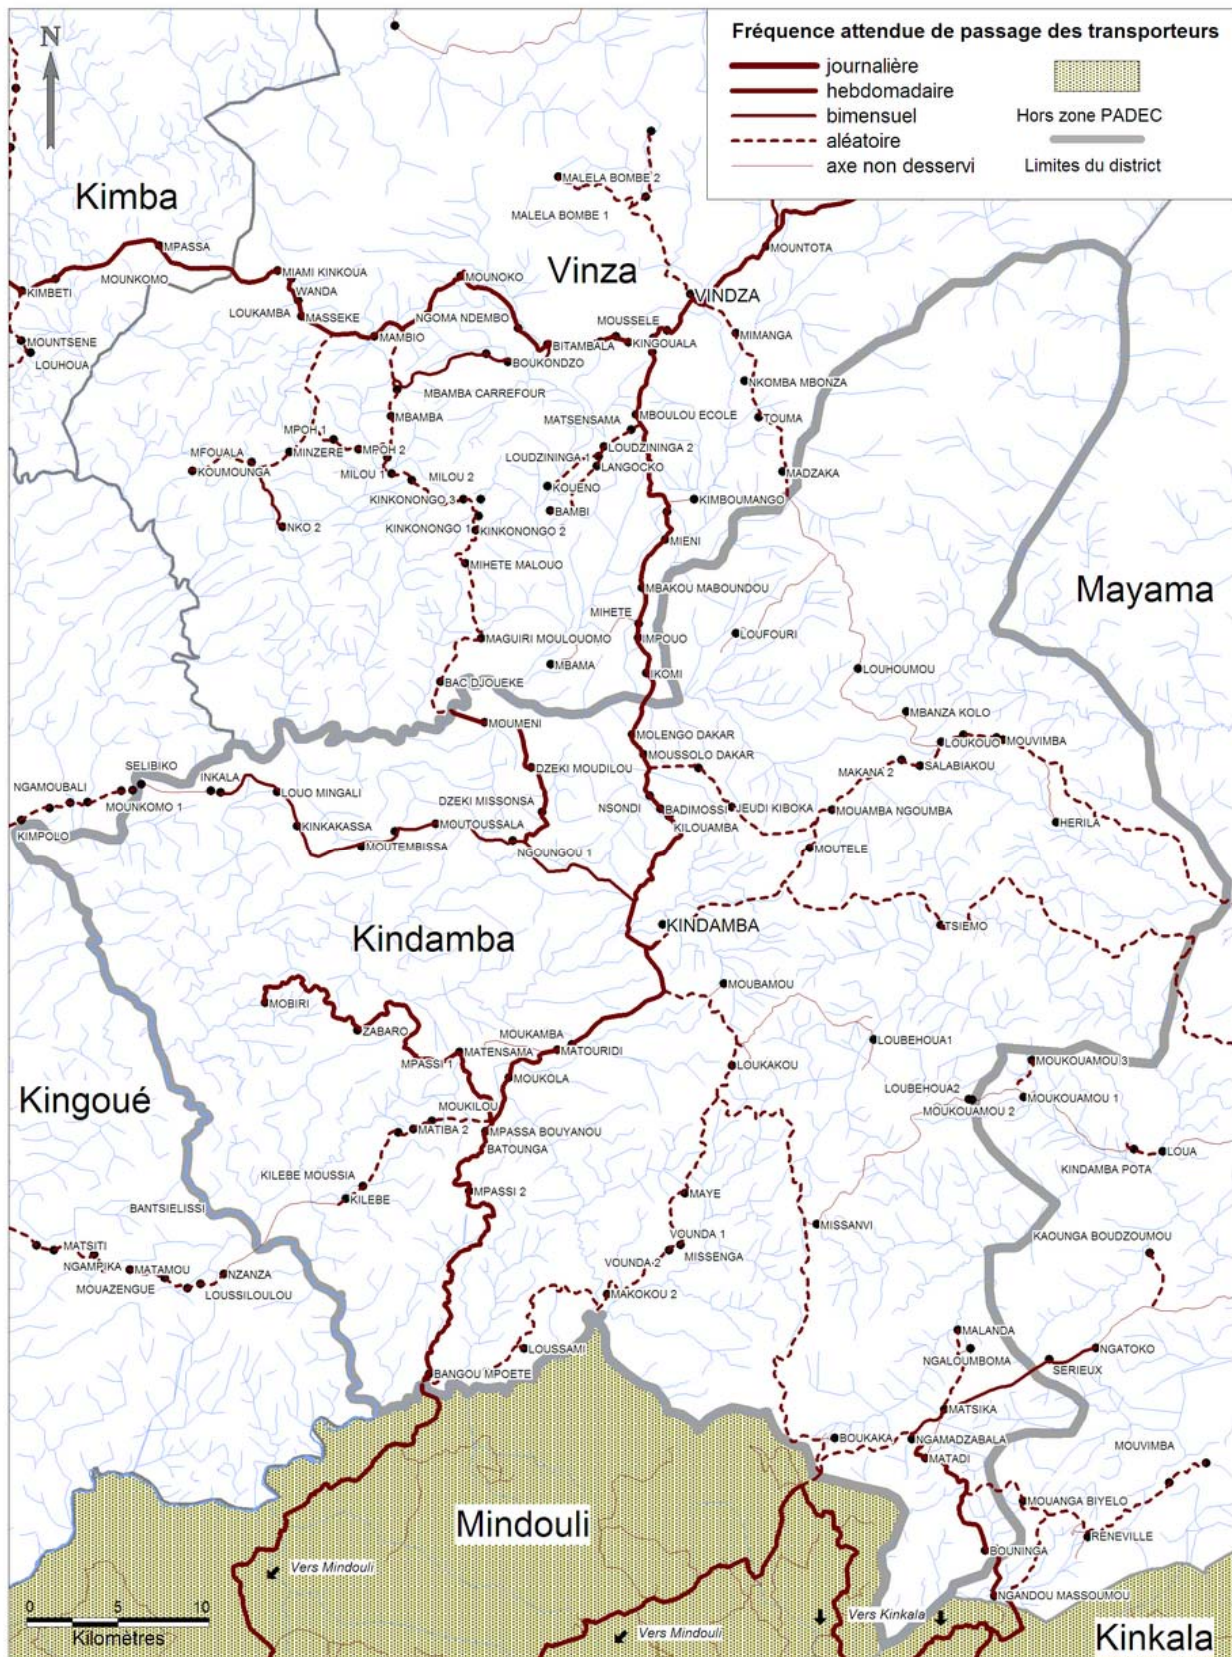 Fréquence attendue de passage des transporteurs
journalière
hebdomadaire
bimensuel
aléatoire
axe non desservi
Hors zone PADEC
Limites du district
N
Kimba
MALELA BOMBE 2
MALELA BOMBE 1
MPASSA
MOUNTOTA
Vinza
MIAMI KINKOUA
MOUNOKO
MOUNKOMO
KIMBETI
WANDA
VINDZA
LOUKAMBA
MASSEKE
NGOMA NDEMBO
MOUSSELE
MIMANGA
MOUNTSENE
MAMBIO
BITAMBALA
KINGOUALA
LOUHOUA
BOUKONDZO
NKOMBA MBONZA
MBAMBA CARREFOUR
MBAMBA
MATSENSAMA
MBOULOU ECOLE
TOUMA
MPOH 1
MFOUALA
MINZERE
MPOH 2
LOUDZININGA 2
LOUDZININGA 1
KOUMOUNGA
MILOU 1
MILOU 2
LANGOCKO
MADZAKA
KOUENO
KINKONONGO 3
KIMBOUMANGO
BAMBI
NKO 2
KINKONONGO 1
KINKONONGO 2
MIENI
MIHETE MALOUO
MBAKOU MABOUNDOU
Mayama
MIHETE
MAGUIRI MOULOUOMO
IMPOUO
LOUFOURI
MBAMA
IKOMI
LOUHOUMOU
BAC DJOUEKE
MBANZA KOLO
MOUMENI
MOLENGO DAKAR
LOUKOUO
MOUVIMBA
MOUSSOLO DAKAR
SELIBIKO
DZEKI MOUDILOU
MAKANA 2
SALABIAKOU
NGAMOUBALI
INKALA
LOUO MINGALI
MOUNKOMO 1
DZEKI MISSONSA
NSONDI
BADIMOSSI
JEUDI KIBOKA
MOUAMBA NGOUMBA
KIMPOLO
KINKAKASSA
MOUTOUSSALA
KILOUAMBA
HERILA
MOUTEMBISSA
NGOUNGOU 1
MOUTELE
Kindamba
KINDAMBA
TSIEMO
MOUBAMOU
MOBIRI
ZABARO
MOUKAMBA
MATENSAMA
MATOURIDI
LOUBEHOUA1
MPASSI 1
LOUKAKOU
MOUKOUAMOU 3
Kingoué
MOUKOLA
LOUBEHOUA2
MOUKOUAMOU 1
MOUKILOU
MOUKOUAMOU 2
MATIBA 2
MPASSA BOUYANOU
BATOUNGA
LOUA
KINDAMBA POTA
KILEBE MOUSSIA
MPASSI 2
KILEBE
MAYE
BANTSIELISSI
MISSANVI
VOUNDA 1
KAOUNGA BOUDZOUMOU
MATSITI
MISSENGA
NGAMPIKA
MATAMOU
NZANZA
VOUNDA 2
MOUAZENGUE
LOUSSILOULOU
MAKOKOU 2
MALANDA
LOUSSAMI
NGALOUMBOMA
NGATOKO
SERIEUX
BANGOU MPOETE
MATSIKA
BOUKAKA
NGAMADZABALA
MATADI
MOUVIMBA
MOUANGA BIYELO
Mindouli
RENEVILLE
BOUNINGA
Vers Mindouli
NGANDOU MASSOUMOU
0 5 10
Kilomètres
Vers Kinkala
Vers Mindouli
Kinkala